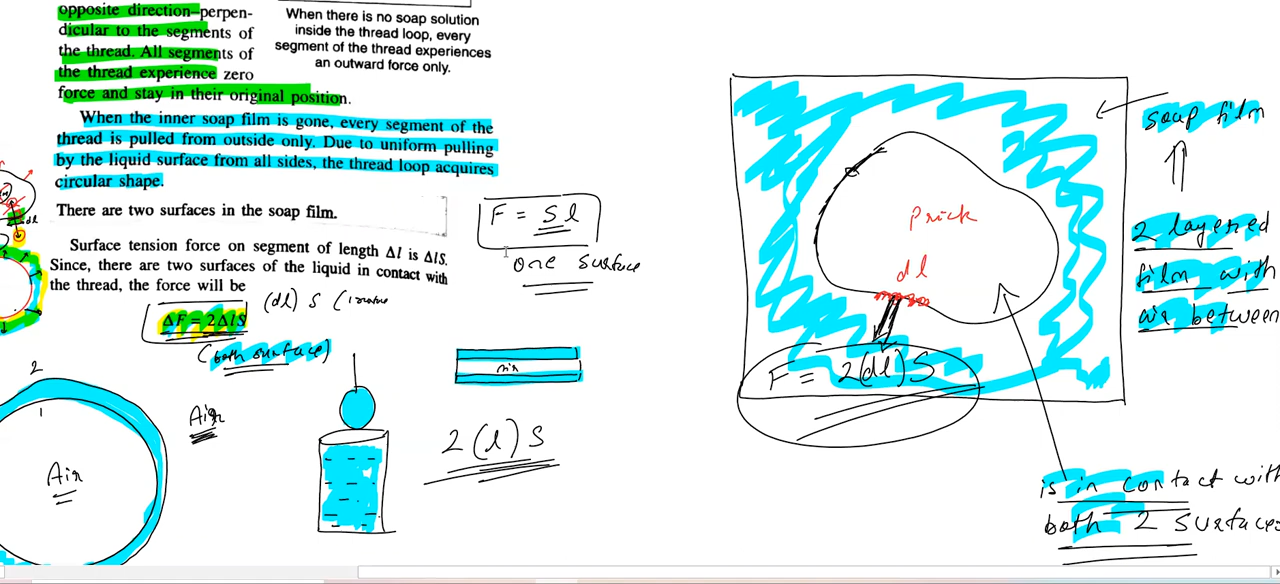 opposite direction–perpen-
dicular to the segments of
the thread. All segments of
the thread experience zero
force and stay in their original position.
When there is no soap solution
inside the thread loop, every
segment of the thread experiences
an outward force only.
When the inner soap film is gone, every segment of the
thread is pulled from outside only. Due to uniform pulling
by the liquid surface from all sides, the thread loop acquires
circular shape.
There are two surfaces in the soap film.
Surface tension force on segment of length Δl is ΔlS.
Since, there are two surfaces of the liquid in contact with
the thread, the force will be
ΔF = 2ΔlS
(dl) S
(both surface)
F = Sl
one surface
dl
2
1
Air
Air
air
2(l) S
Prick
dl
F = 2(dl) S
soap film
2 layered
film with
air between
is in contact with
both 2 surfaces